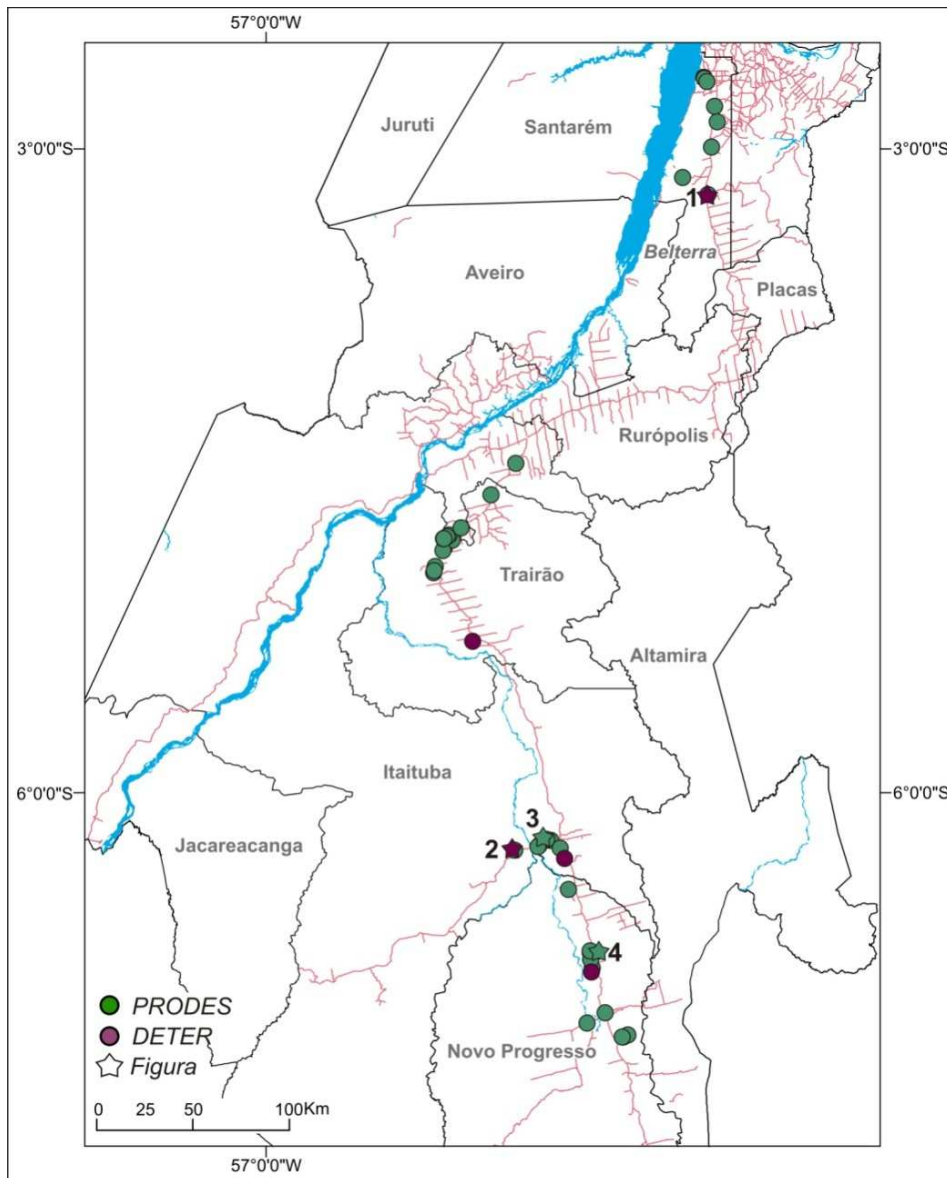 57°0'0"W
Juruti
Santarém
3°0'0"S
3°0'0"S
1
Belterra
Aveiro
Placas
Rurópolis
Trairão
Altamira
6°0'0"S
6°0'0"S
Itaituba
3
2
Jacareacanga
4
PRODES
DETER
Figura
Novo Progresso
0 25 50 100Km
57°0'0"W